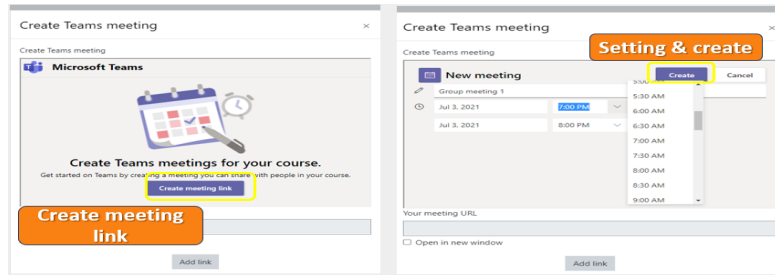 Create Teams meeting ×
Create Teams meeting
Microsoft Teams
Create Teams meetings for your course.
Get started on Teams by creating a meeting you can share with people in your course.
Create meeting link
Create meeting
link
Add link
Create Teams meeting ×
Setting & create
Create Teams meeting
New meeting
Create
Cancel
Group meeting 1
Jul 3, 2021 7:00 PM
Jul 3, 2021 8:00 PM
5:00 AM
5:30 AM
6:00 AM
6:30 AM
7:00 AM
7:30 AM
8:00 AM
8:30 AM
9:00 AM
Your meeting URL
Open in new window
Add link